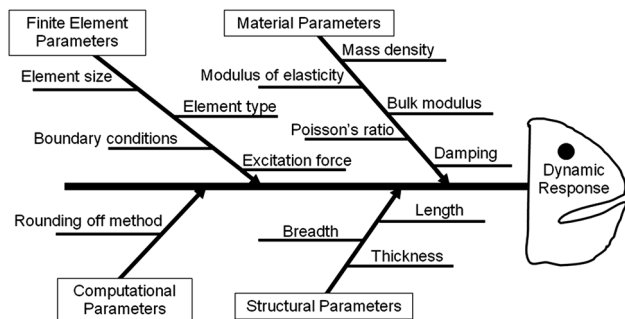 Finite Element
Parameters
Material Parameters
Mass density
Element size
Modulus of elasticity
Element type
Bulk modulus
Boundary conditions
Poisson's ratio
Excitation force
Damping
Dynamic
Response
Rounding off method
Length
Breadth
Thickness
Computational
Parameters
Structural Parameters